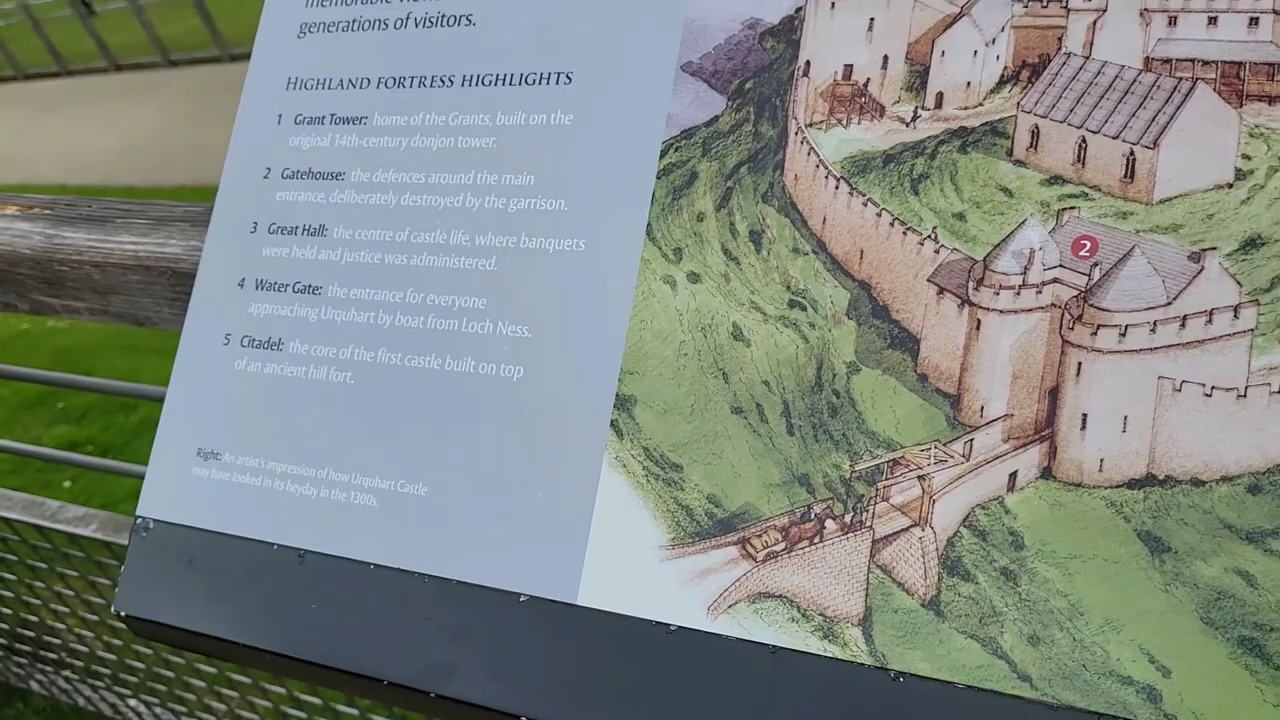 generations of visitors.
HIGHLAND FORTRESS HIGHLIGHTS
1 Grant Tower: home of the Grants, built on the
original 14th-century donjon tower.
2 Gatehouse: the defences around the main
entrance, deliberately destroyed by the garrison.
3 Great Hall: the centre of castle life, where banquets
were held and justice was administered.
4 Water Gate: the entrance for everyone
approaching Urquhart by boat from Loch Ness.
5 Citadel: the core of the first castle built on top
of an ancient hill fort.
Right: An artist's impression of how Urquhart Castle
may have looked in its heyday in the 1300s.
2